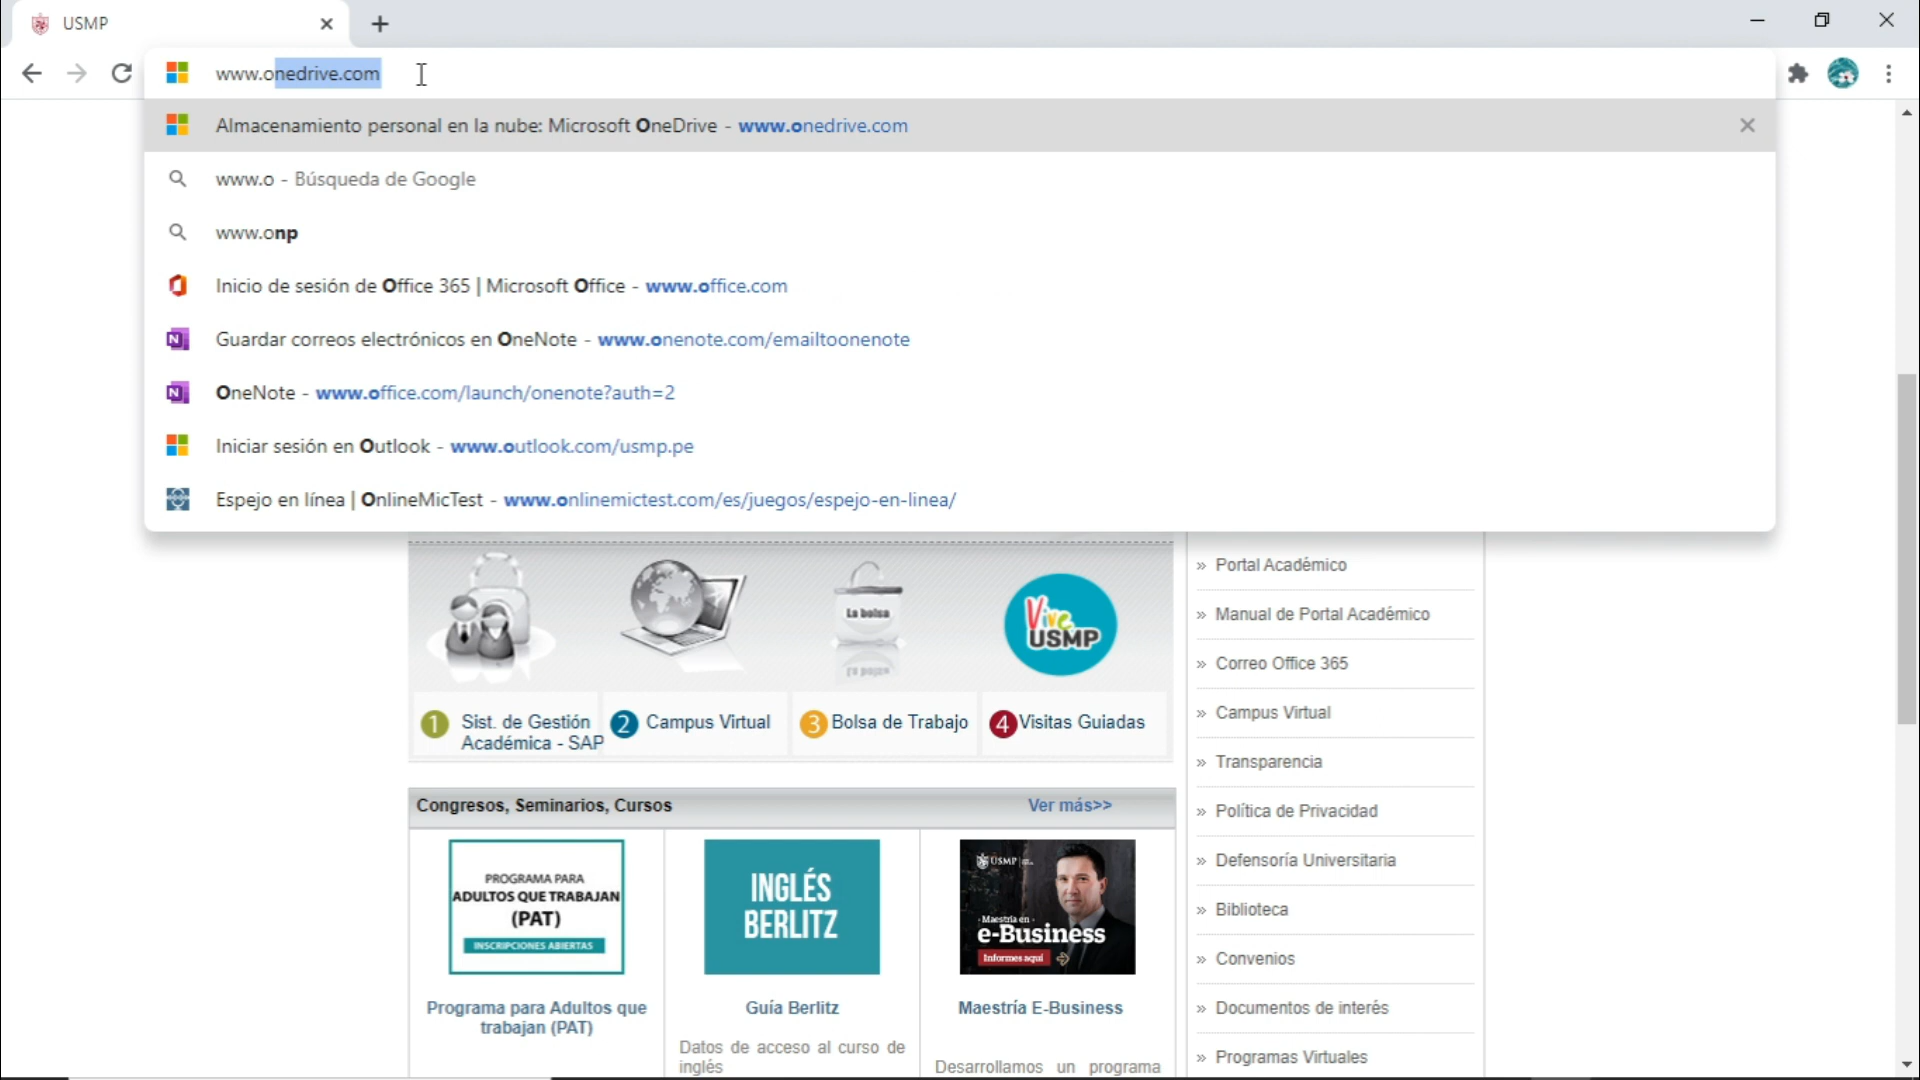 USMP
www.onedrive.com
Almacenamiento personal en la nube: Microsoft OneDrive - www.onedrive.com
www.o - Búsqueda de Google
www.onp
Inicio de sesión de Office 365 | Microsoft Office - www.office.com
Guardar correos electrónicos en OneNote - www.onenote.com/emailtoonenote
OneNote - www.office.com/launch/onenote?auth=2
Iniciar sesión en Outlook - www.outlook.com/usmp.pe
Espejo en línea | OnlineMicTest - www.onlinemictest.com/es/juegos/espejo-en-linea/
La bolsa
Vive
USMP
1 Sist. de Gestión
Académica - SAP
2 Campus Virtual
3 Bolsa de Trabajo
4 Visitas Guiadas
Congresos, Seminarios, Cursos
Ver más>>
PROGRAMA PARA
ADULTOS QUE TRABAJAN
(PAT)
INSCRIPCIONES ABIERTAS
Programa para Adultos que
trabajan (PAT)
INGLÉS
BERLITZ
Guía Berlitz
Datos de acceso al curso de
inglés
USMP
Maestría en
e-Business
Informes aquí
Maestría E-Business
Desarrollamos un programa
» Portal Académico
» Manual de Portal Académico
» Correo Office 365
» Campus Virtual
» Transparencia
» Política de Privacidad
» Defensoría Universitaria
» Biblioteca
» Convenios
» Documentos de interés
» Programas Virtuales